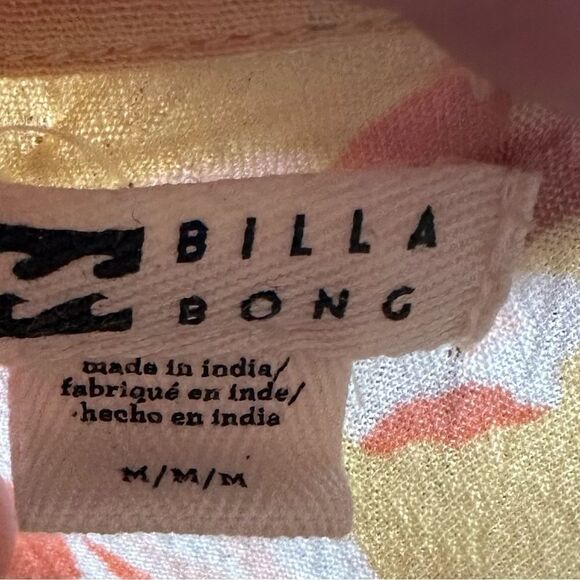 BILLA
BONG
made in india/
fabriqué en inde/
hecho en india
M/M/M